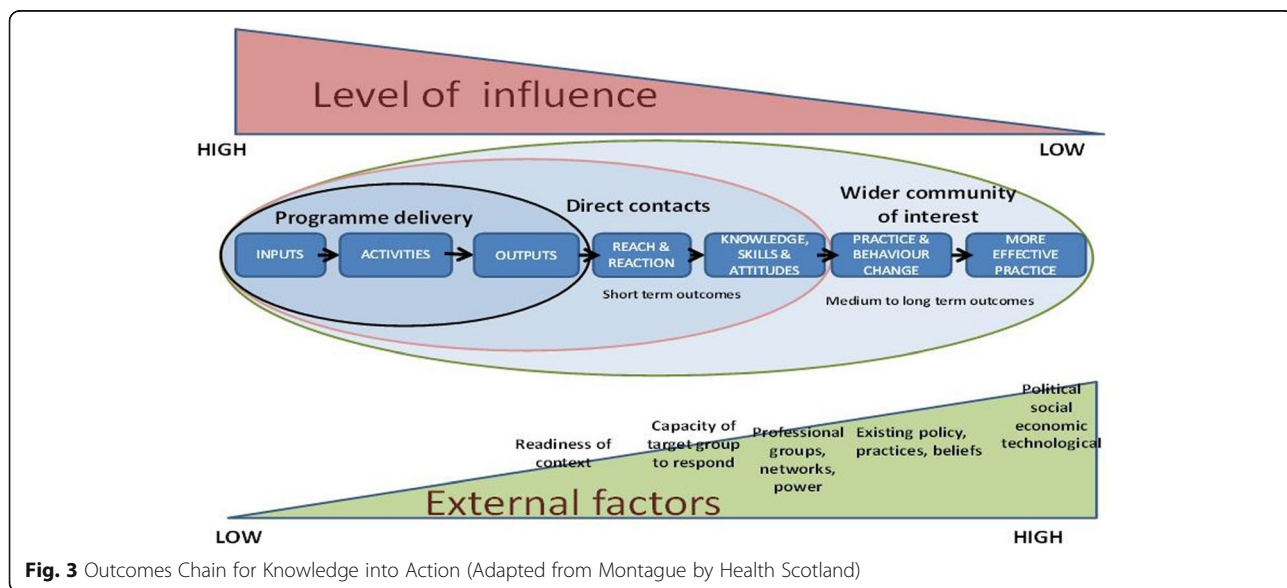 Level of influence
HIGH
LOW
Wider community
of interest
Direct contacts
Programme delivery
INPUTS
ACTIVITIES
OUTPUTS
REACH &
REACTION
KNOWLEDGE,
SKILLS &
ATTITUDES
PRACTICE &
BEHAVIOUR
CHANGE
MORE
EFFECTIVE
PRACTICE
Short term outcomes
Medium to long term outcomes
Readiness of
context
Capacity of
target group
to respond
Professional
groups,
networks,
power
Existing policy,
practices, beliefs
Political
social
economic
technological
External factors
LOW
HIGH
Fig. 3 Outcomes Chain for Knowledge into Action (Adapted from Montague by Health Scotland)